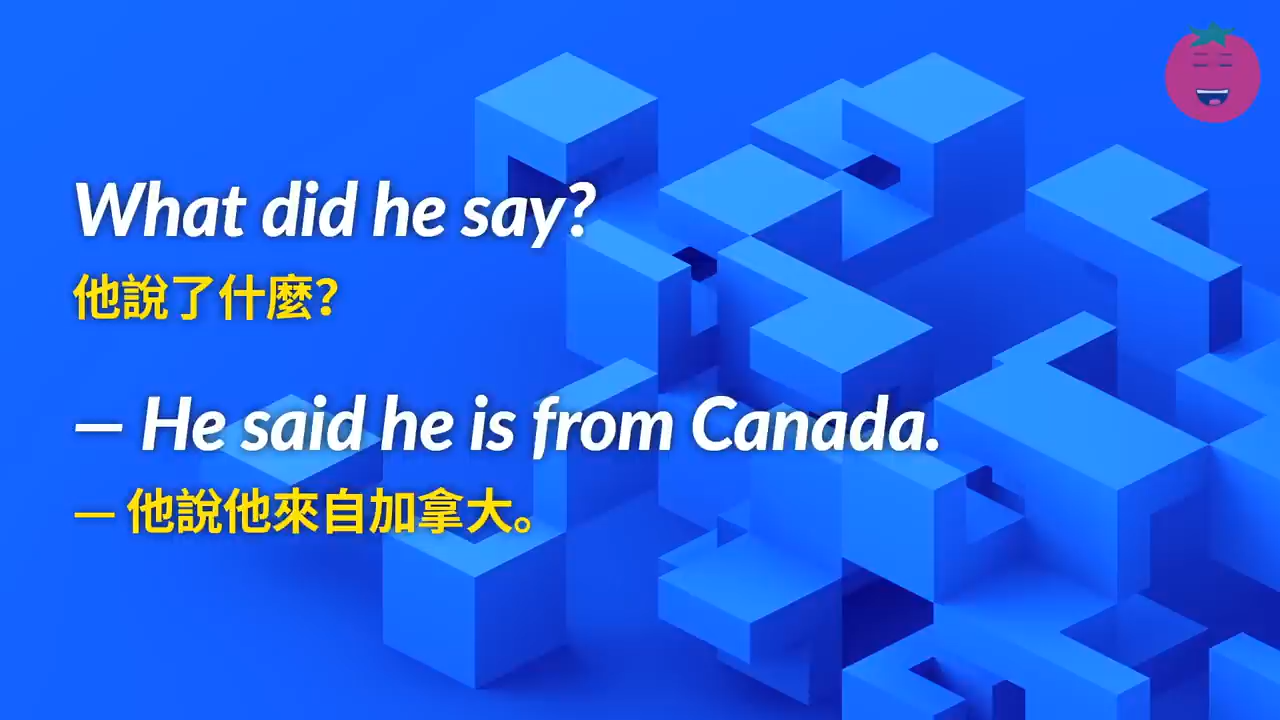 What did he say?
他說了什麼?
— He said he is from Canada.
— 他說他來自加拿大。